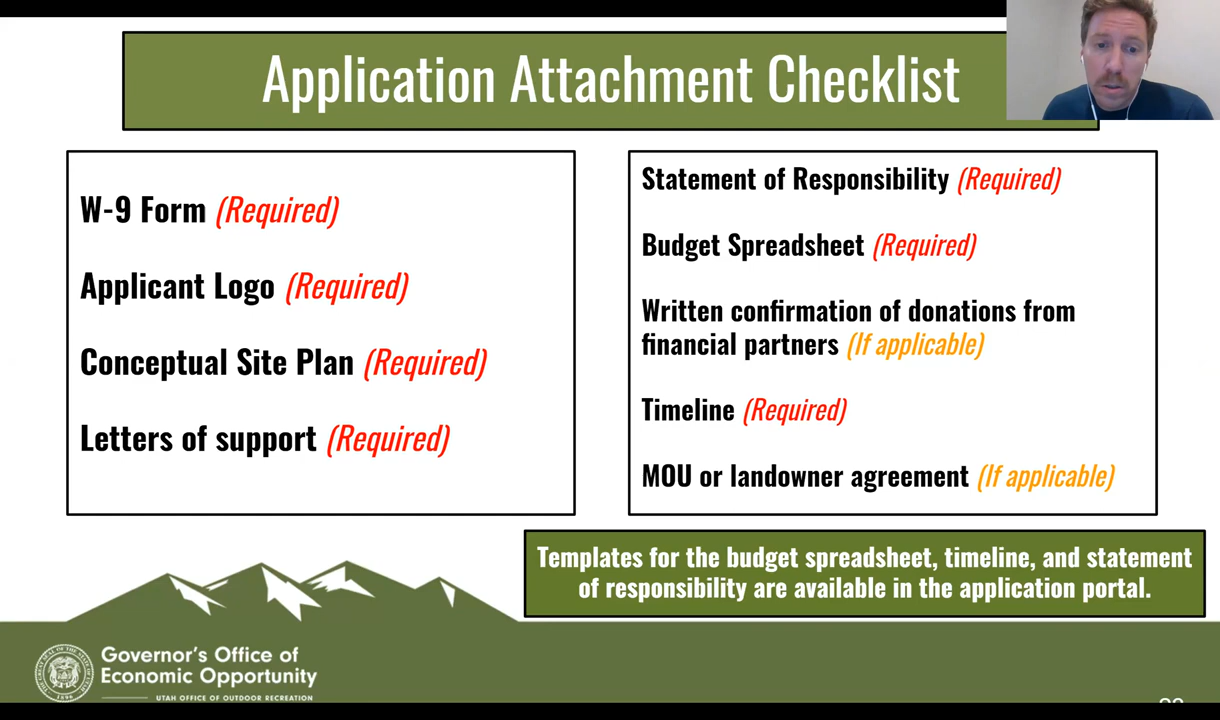 Application Attachment Checklist
W-9 Form (Required)
Applicant Logo (Required)
Conceptual Site Plan (Required)
Letters of support (Required)
Statement of Responsibility (Required)
Budget Spreadsheet (Required)
Written confirmation of donations from
financial partners (If applicable)
Timeline (Required)
MOU or landowner agreement (If applicable)
Templates for the budget spreadsheet, timeline, and statement
of responsibility are available in the application portal.
Governor's Office of
Economic Opportunity
UTAH OFFICE OF OUTDOOR RECREATION